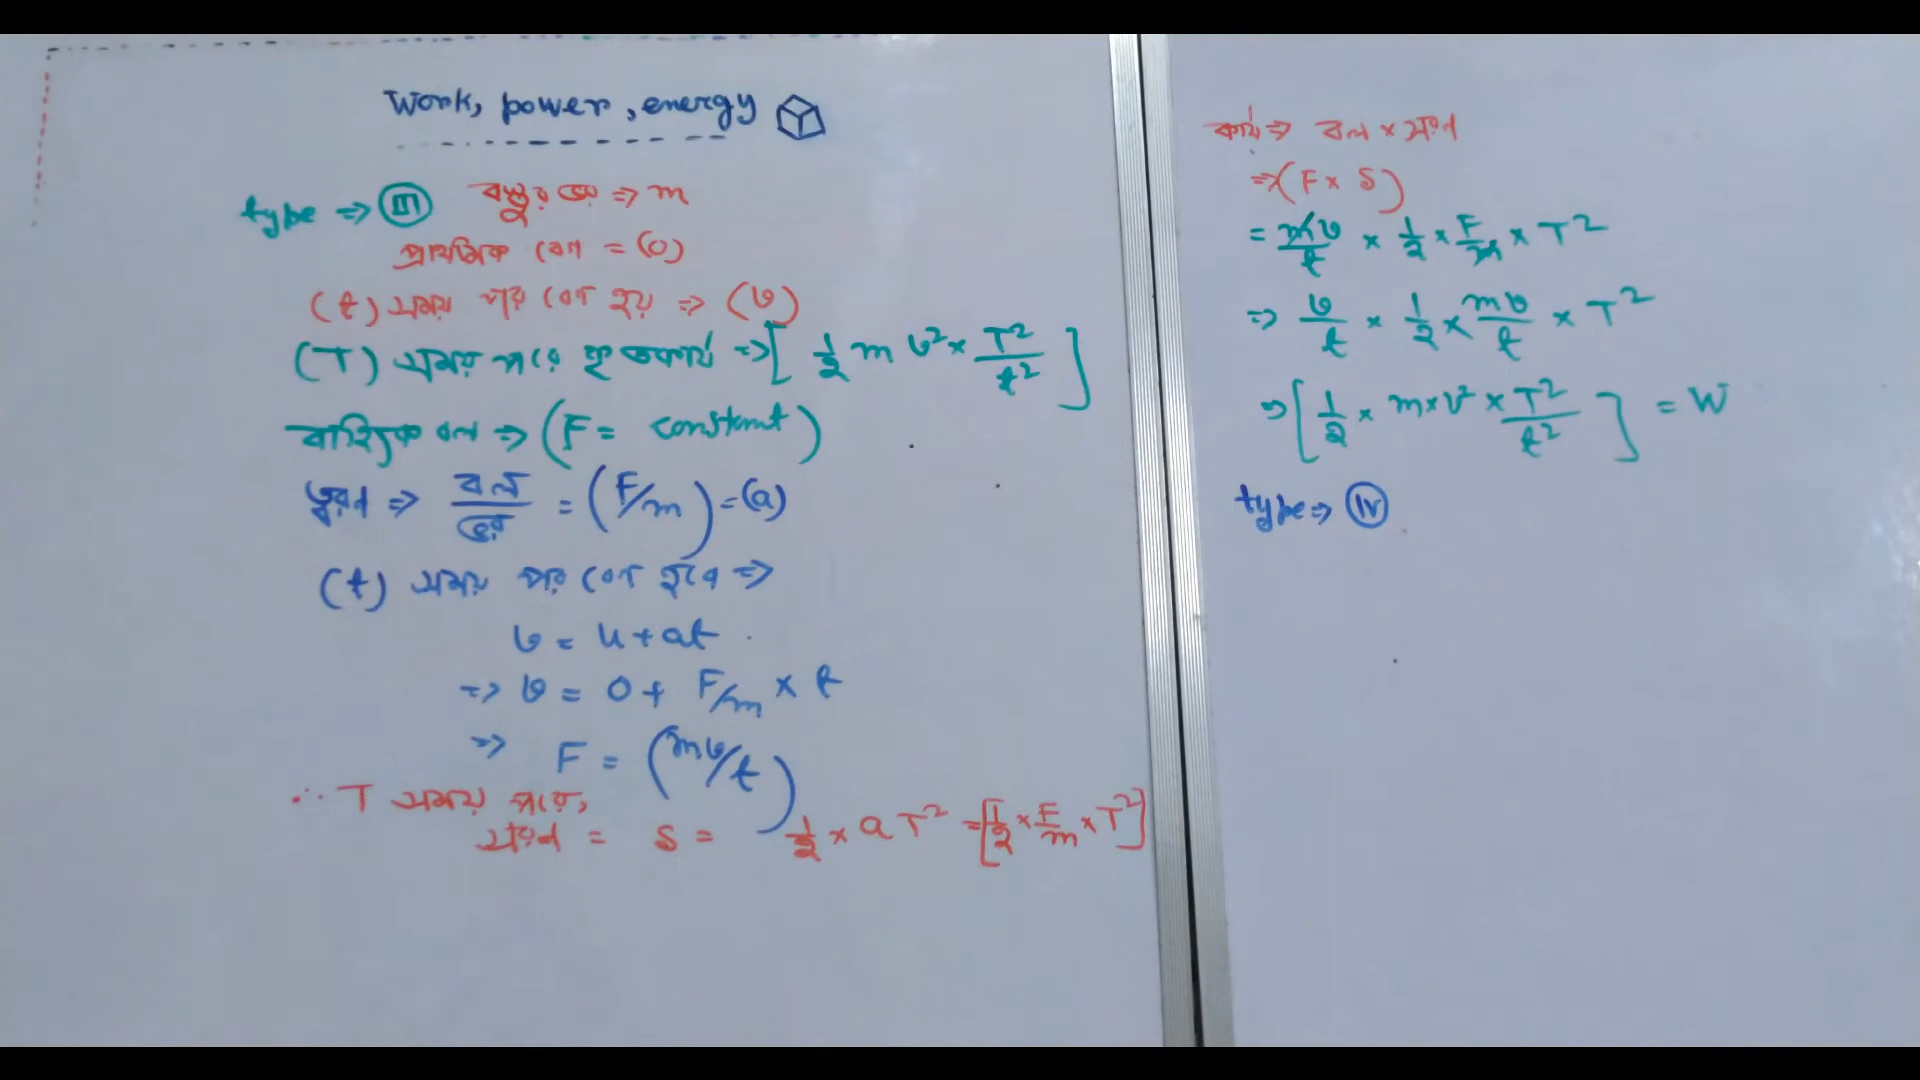 Work, power, energy
type ⇒ (III) বস্তুর ভর ⇒ m
প্রাথমিক বেগ = (0)
(t) সময় পর বেগ হয় ⇒ (v)
(T) সময় পরে কৃতকার্য ⇒ [ 1/2 m v² × T²/t² ]
বাহ্যিক বল ⇒ (F = constant)
ত্বরণ ⇒ বল/ভর = (F/m) = (a)
(t) সময় পর বেগ হবে ⇒
v = u + at
⇒ v = 0 + F/m × t
⇒ F = (mv/t)
∴ T সময় পরে,
সরণ = S = 1/2 × a T² = [1/2 × F/m × T²]
কার্য ⇒ বল × সরণ
⇒ (F × S)
= mv/t × 1/2 × F/m × T²
⇒ v/t × 1/2 × mv/t × T²
⇒ [ 1/2 × m × v² × T²/t² ] = W
type ⇒ (IV)